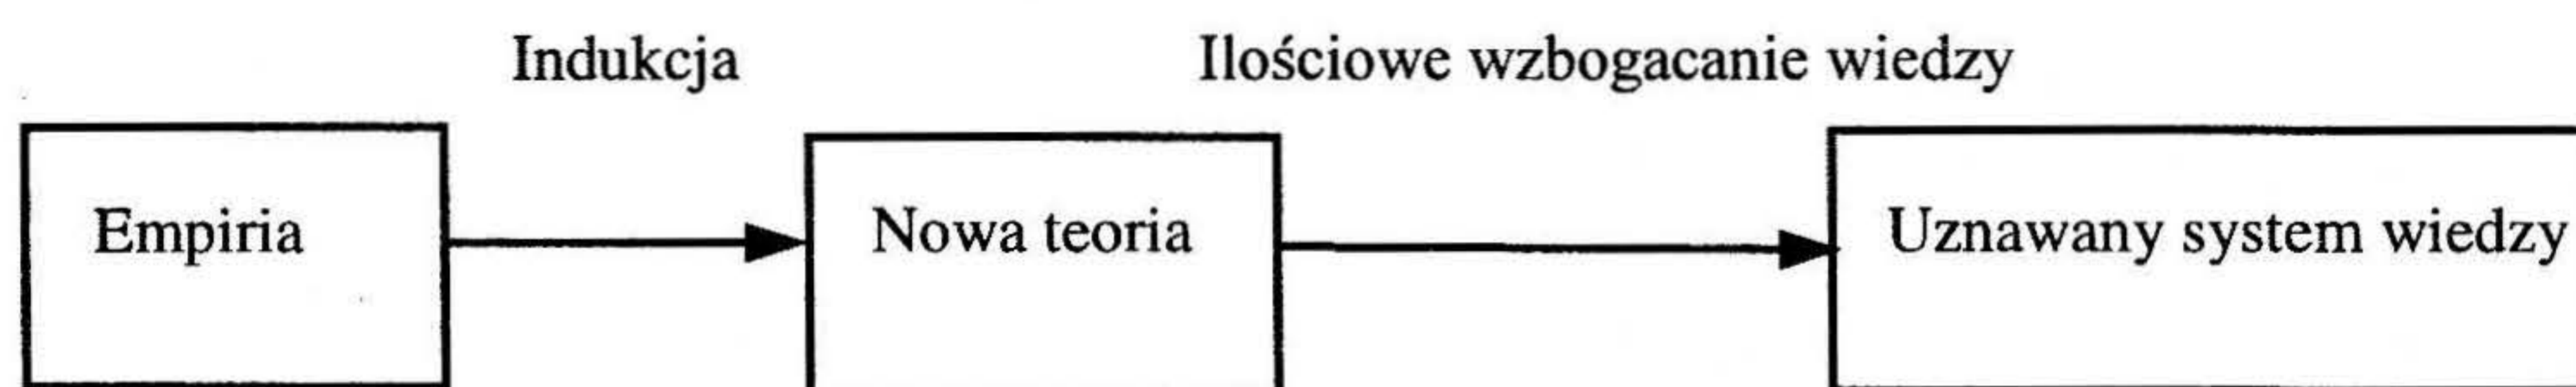 Indukcja
Ilościowe wzbogacanie wiedzy
Empiria
Nowa teoria
Uznawany system wiedzy